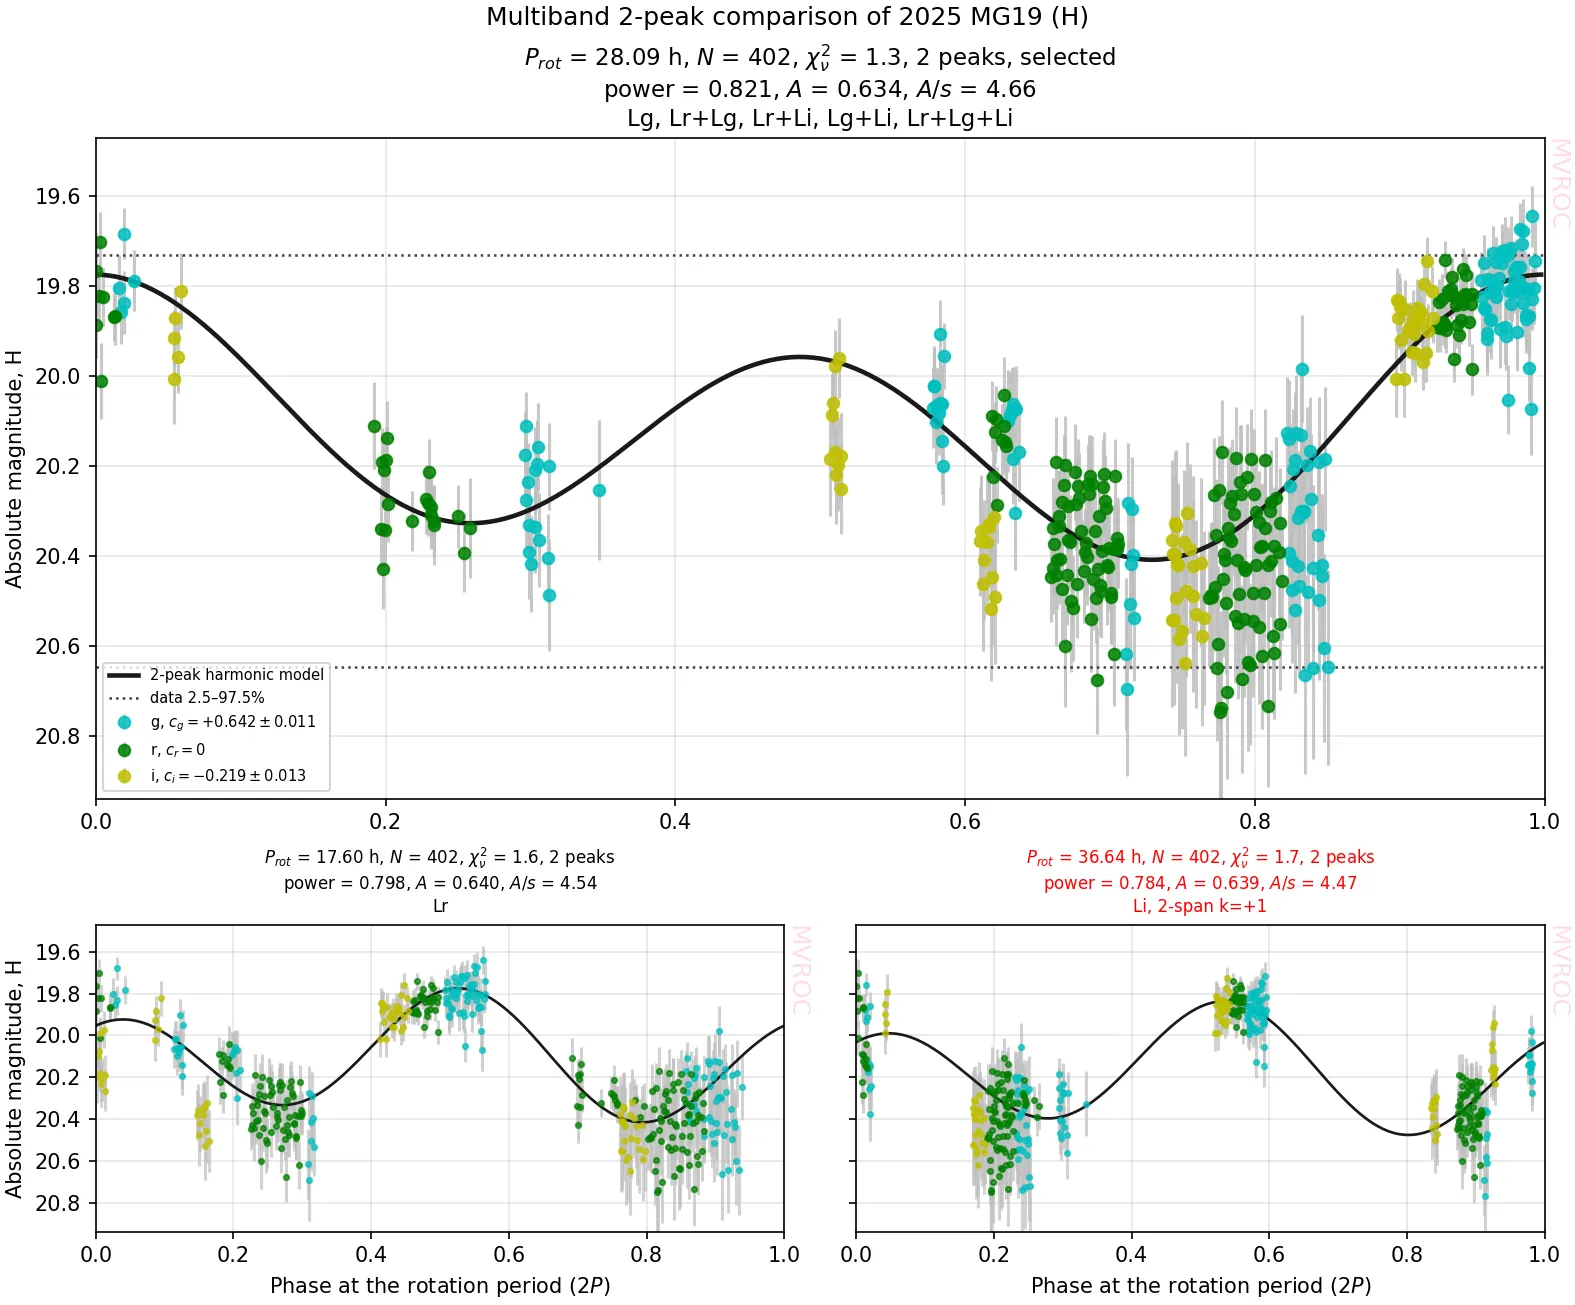 Multiband 2-peak comparison of 2025 MG19 (H)
P_rot = 28.09 h, N = 402, χ²_ν = 1.3, 2 peaks, selected
power = 0.821, A = 0.634, A/s = 4.66
Lg, Lr+Lg, Lr+Li, Lg+Li, Lr+Lg+Li
MVROC
Absolute magnitude, H
19.6
19.8
20.0
20.2
20.4
20.6
20.8
2-peak harmonic model
data 2.5–97.5%
g, c_g = +0.642 ± 0.011
r, c_r = 0
i, c_i = −0.219 ± 0.013
0.0 0.2 0.4 0.6 0.8 1.0
P_rot = 17.60 h, N = 402, χ²_ν = 1.6, 2 peaks
power = 0.798, A = 0.640, A/s = 4.54
Lr
MVROC
Absolute magnitude, H
19.6
19.8
20.0
20.2
20.4
20.6
20.8
0.0 0.2 0.4 0.6 0.8 1.0
Phase at the rotation period (2P)
P_rot = 36.64 h, N = 402, χ²_ν = 1.7, 2 peaks
power = 0.784, A = 0.639, A/s = 4.47
Li, 2-span k=+1
MVROC
0.0 0.2 0.4 0.6 0.8 1.0
Phase at the rotation period (2P)